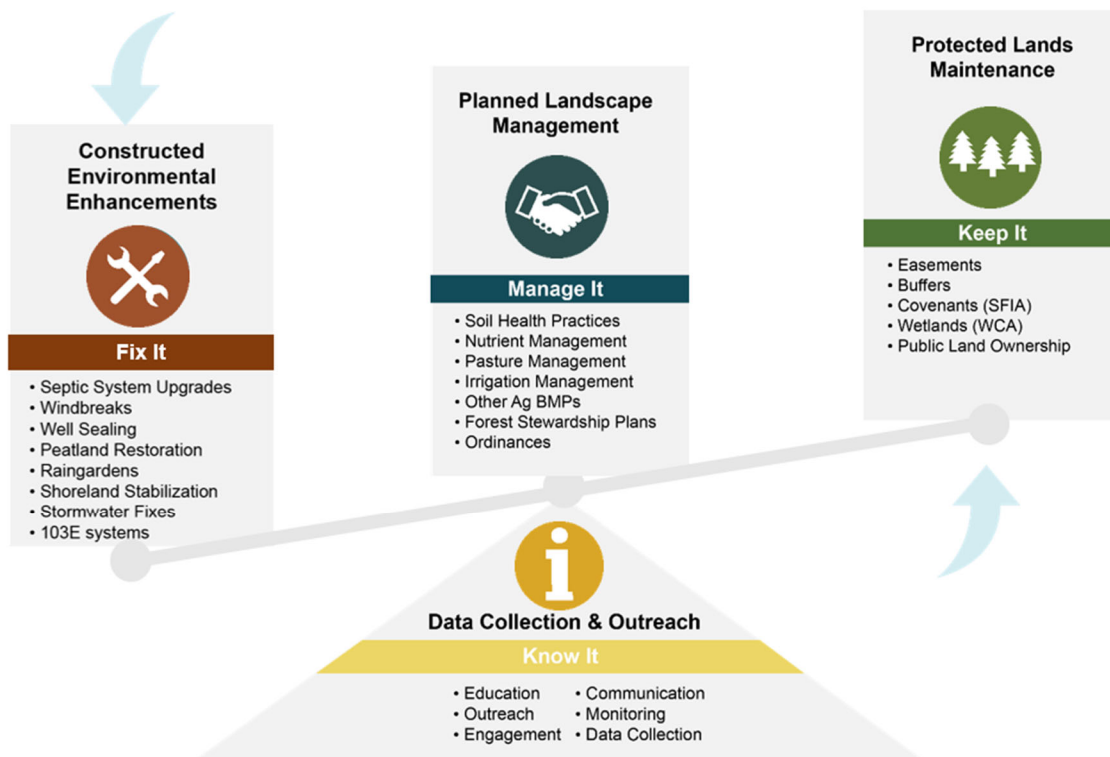 Constructed
Environmental
Enhancements
Fix It
• Septic System Upgrades
• Windbreaks
• Well Sealing
• Peatland Restoration
• Raingardens
• Shoreland Stabilization
• Stormwater Fixes
• 103E systems
Planned Landscape
Management
Manage It
• Soil Health Practices
• Nutrient Management
• Pasture Management
• Irrigation Management
• Other Ag BMPs
• Forest Stewardship Plans
• Ordinances
Protected Lands
Maintenance
Keep It
• Easements
• Buffers
• Covenants (SFIA)
• Wetlands (WCA)
• Public Land Ownership
Data Collection & Outreach
Know It
• Education
• Outreach
• Engagement
• Communication
• Monitoring
• Data Collection